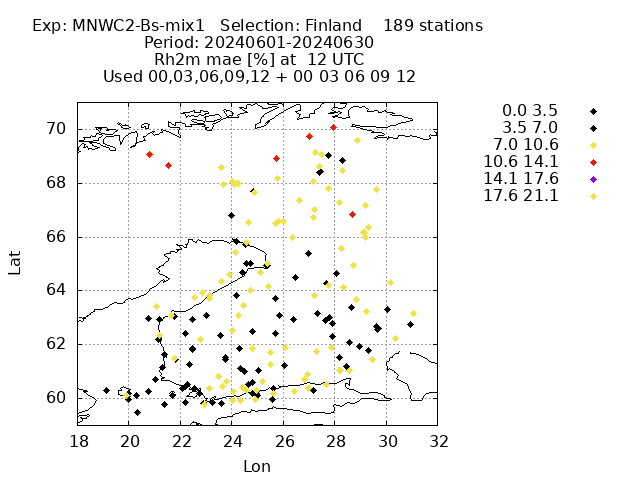 Exp: MNWC2-Bs-mix1 Selection: Finland 189 stations
Period: 20240601-20240630
Rh2m mae [%] at 12 UTC
Used 00,03,06,09,12 + 00 03 06 09 12
0.0 3.5
3.5 7.0
7.0 10.6
10.6 14.1
14.1 17.6
17.6 21.1
70
68
66
64
62
60
Lat
18 20 22 24 26 28 30 32
Lon